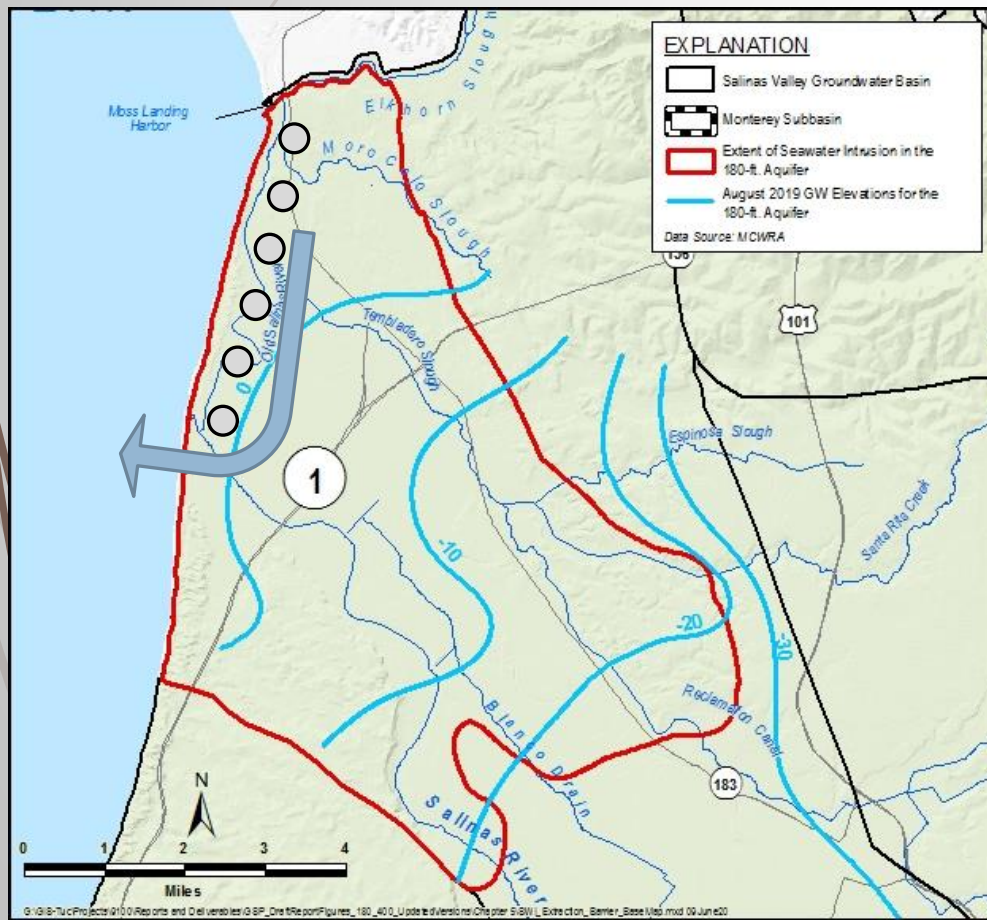 EXPLANATION
Salinas Valley Groundwater Basin
Monterey Subbasin
Extent of Seawater Intrusion in the
180-ft. Aquifer
August 2019 GW Elevations for the
180-ft. Aquifer
Data Source: MCWRA
Moss Landing
Harbor
Elkhorn Slough
Moro Cojo Slough
Old Salinas River
Tembladero Slough
156
101
0
Espinosa Slough
1
Santa Rita Creek
-10
-20
-30
Reclamation Canal
Blanco Drain
183
Salinas River
N
0 1 2 3 4
Miles